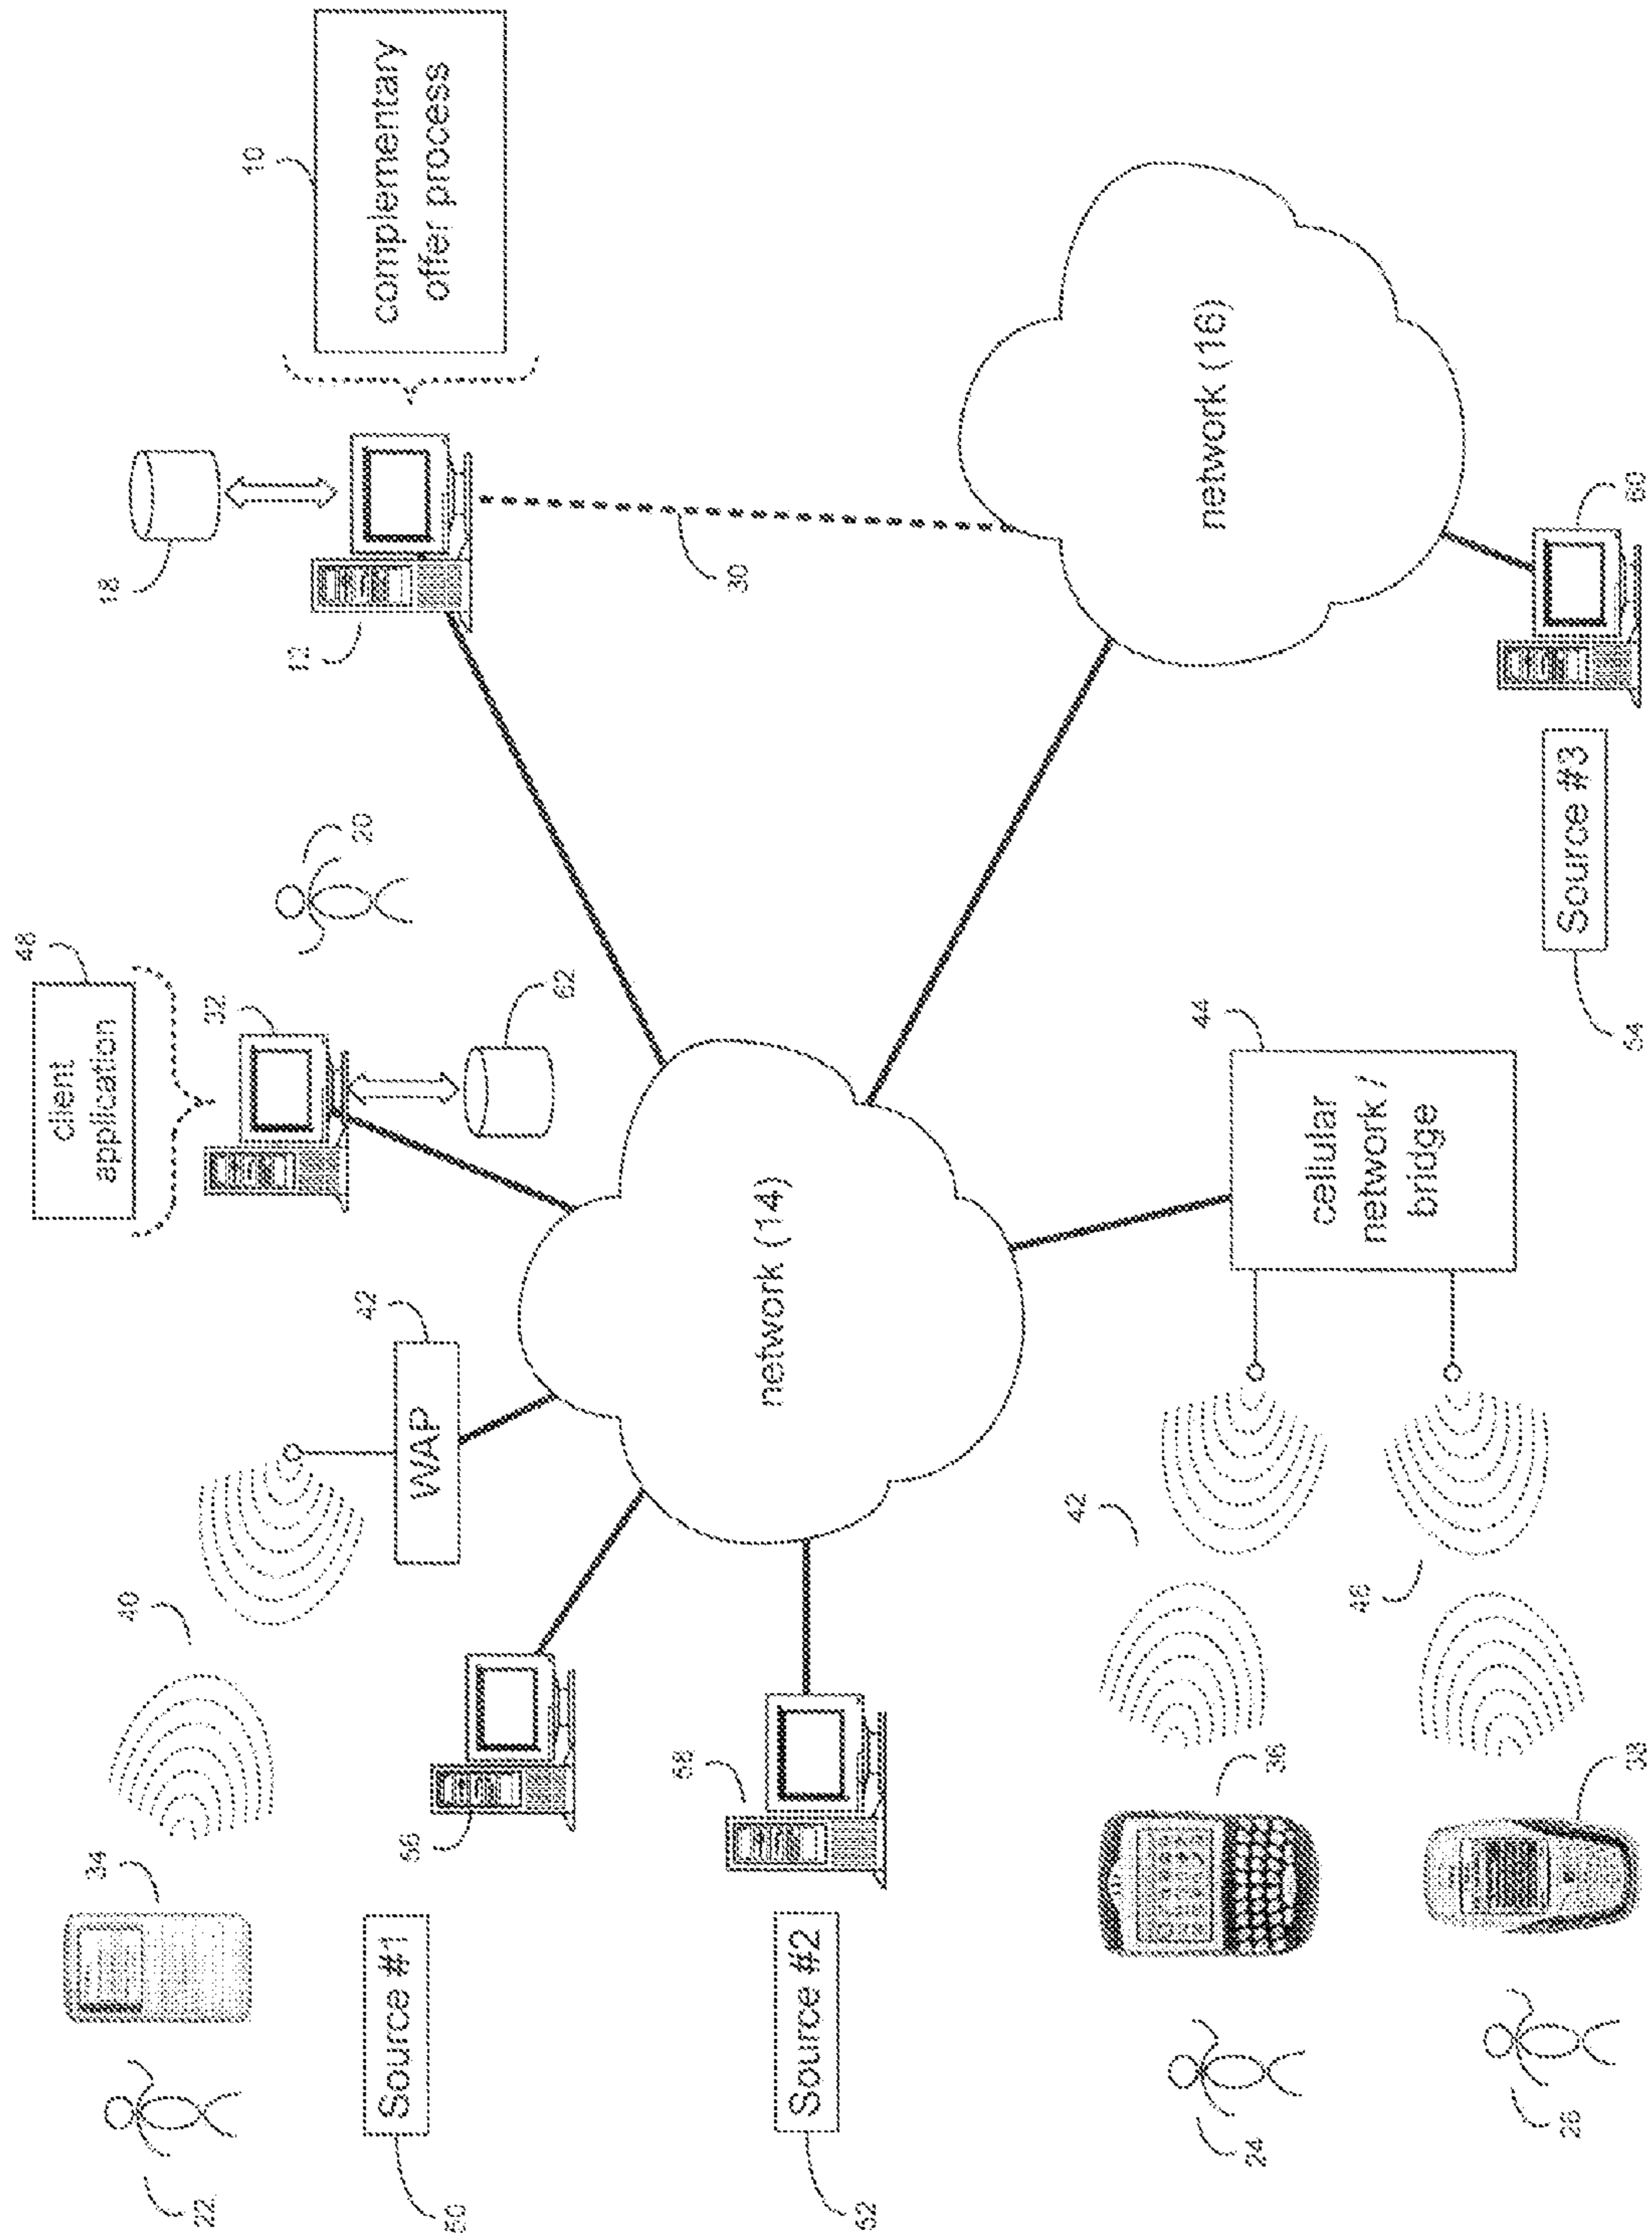 48
client
application
34
18
40
22
32
10
12
20
42
complementary
offer process
Source #1
56
WAP
50
62
58
30
network (14)
Source #2
52
42
44
network (16)
24
36
cellular
network /
bridge
46
26
Source #3
54
60
38